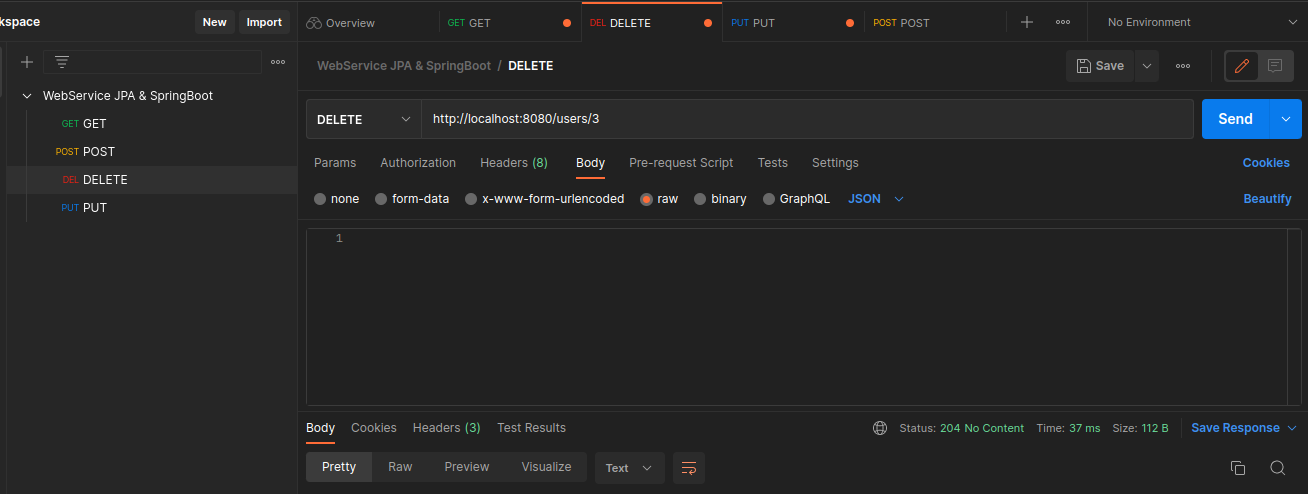 kspace New Import Overview GET GET DEL DELETE PUT PUT POST POST No Environment
WebService JPA & SpringBoot / DELETE Save
WebService JPA & SpringBoot
GET GET
POST POST
DEL DELETE
PUT PUT
DELETE http://localhost:8080/users/3 Send
Params Authorization Headers (8) Body Pre-request Script Tests Settings Cookies
none form-data x-www-form-urlencoded raw binary GraphQL JSON Beautify
1
Body Cookies Headers (3) Test Results Status: 204 No Content Time: 37 ms Size: 112 B Save Response
Pretty Raw Preview Visualize Text